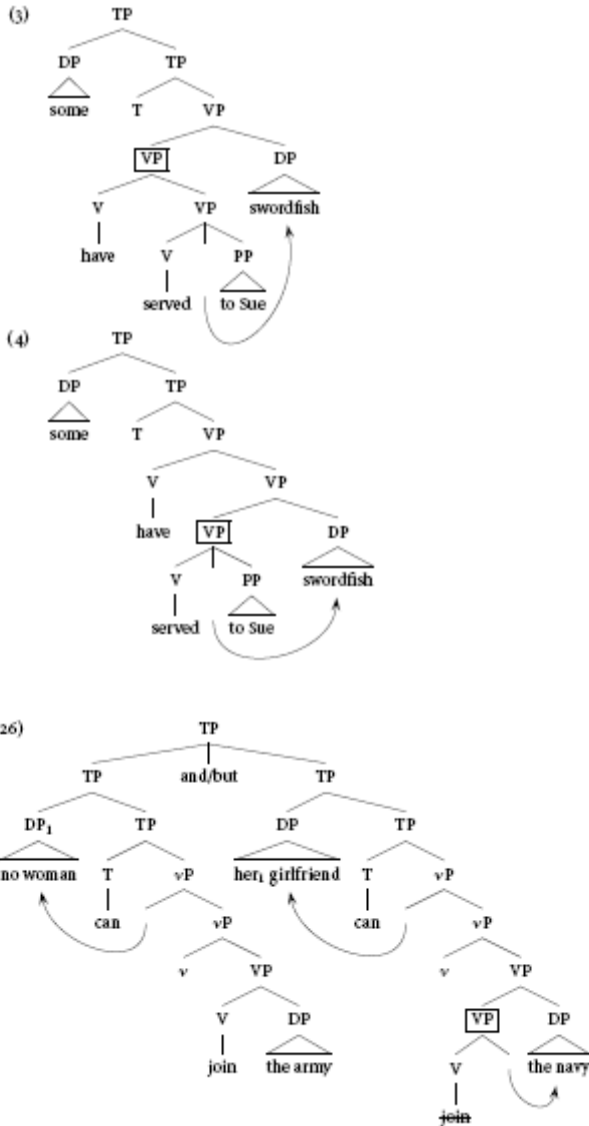 (3) TP
DP TP
some T VP
VP DP
V VP swordfish
have V PP
served to Sue
(4) TP
DP TP
some T VP
V VP
have VP DP
V PP swordfish
served to Sue
26) TP
TP and/but TP
DP₁ TP DP TP
no woman T vP her₁ girlfriend T vP
can vP can vP
v VP v VP
V DP VP DP
join the army V the navy
join